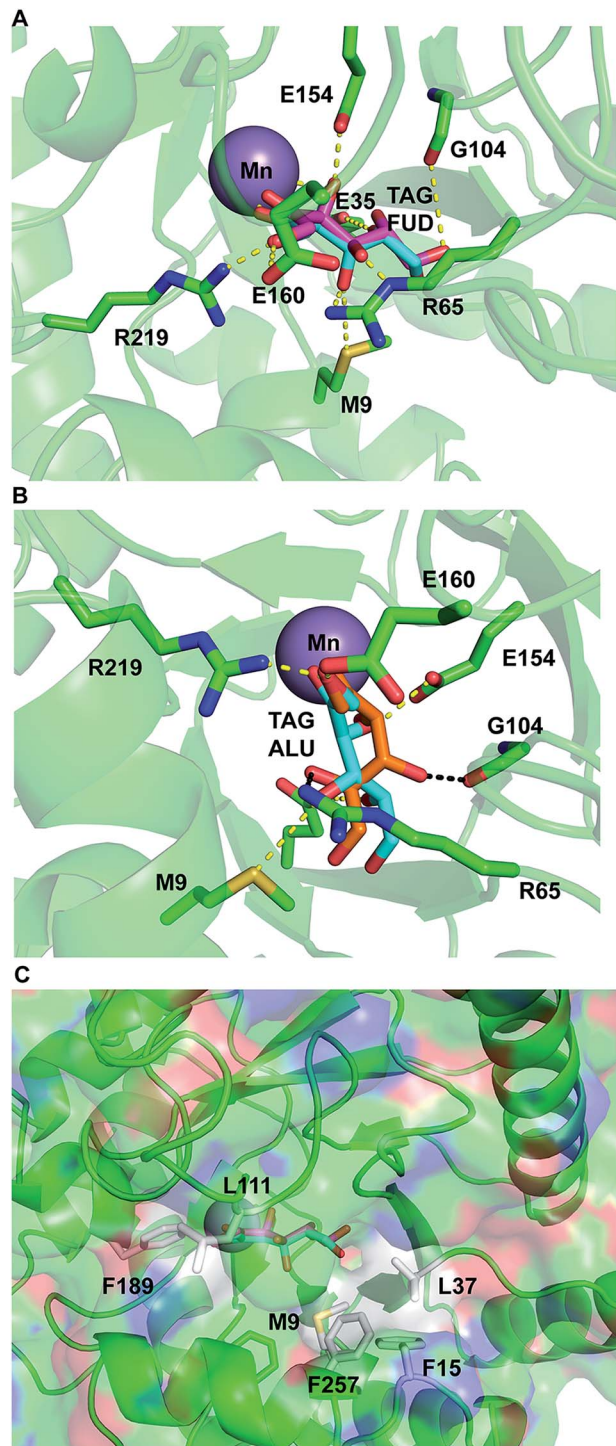 A
E154
G104
Mn
E35
TAG
FUD
E160
R65
R219
M9
B
E160
Mn
R219
E154
TAG
ALU
G104
M9
R65
C
L111
F189
L37
M9
F15
F257